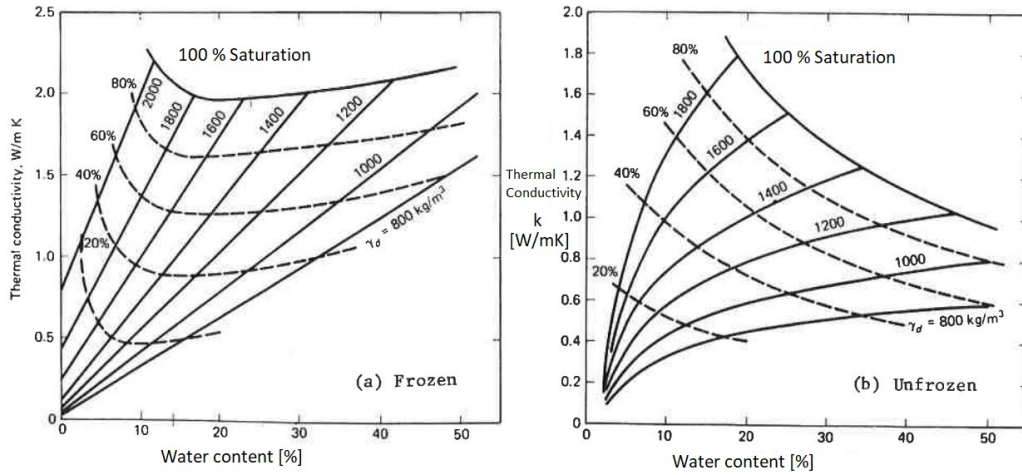 100 % Saturation
80%
60%
40%
20%
2000
1800
1600
1400
1200
1000
γd = 800 kg/m-3
2.5
2.0
1.5
1.0
0.5
0
Thermal conductivity, W/m K
(a) Frozen
0 10 20 30 40 50
Water content [%]
100 % Saturation
80%
60%
40%
20%
1800
1600
1400
1200
1000
γd = 800 kg/m3
2.0
1.8
1.6
1.4
1.2
1.0
0.8
0.6
0.4
0.2
0
Thermal
Conductivity
k
[W/mK]
(b) Unfrozen
0 10 20 30 40 50
Water content [%]